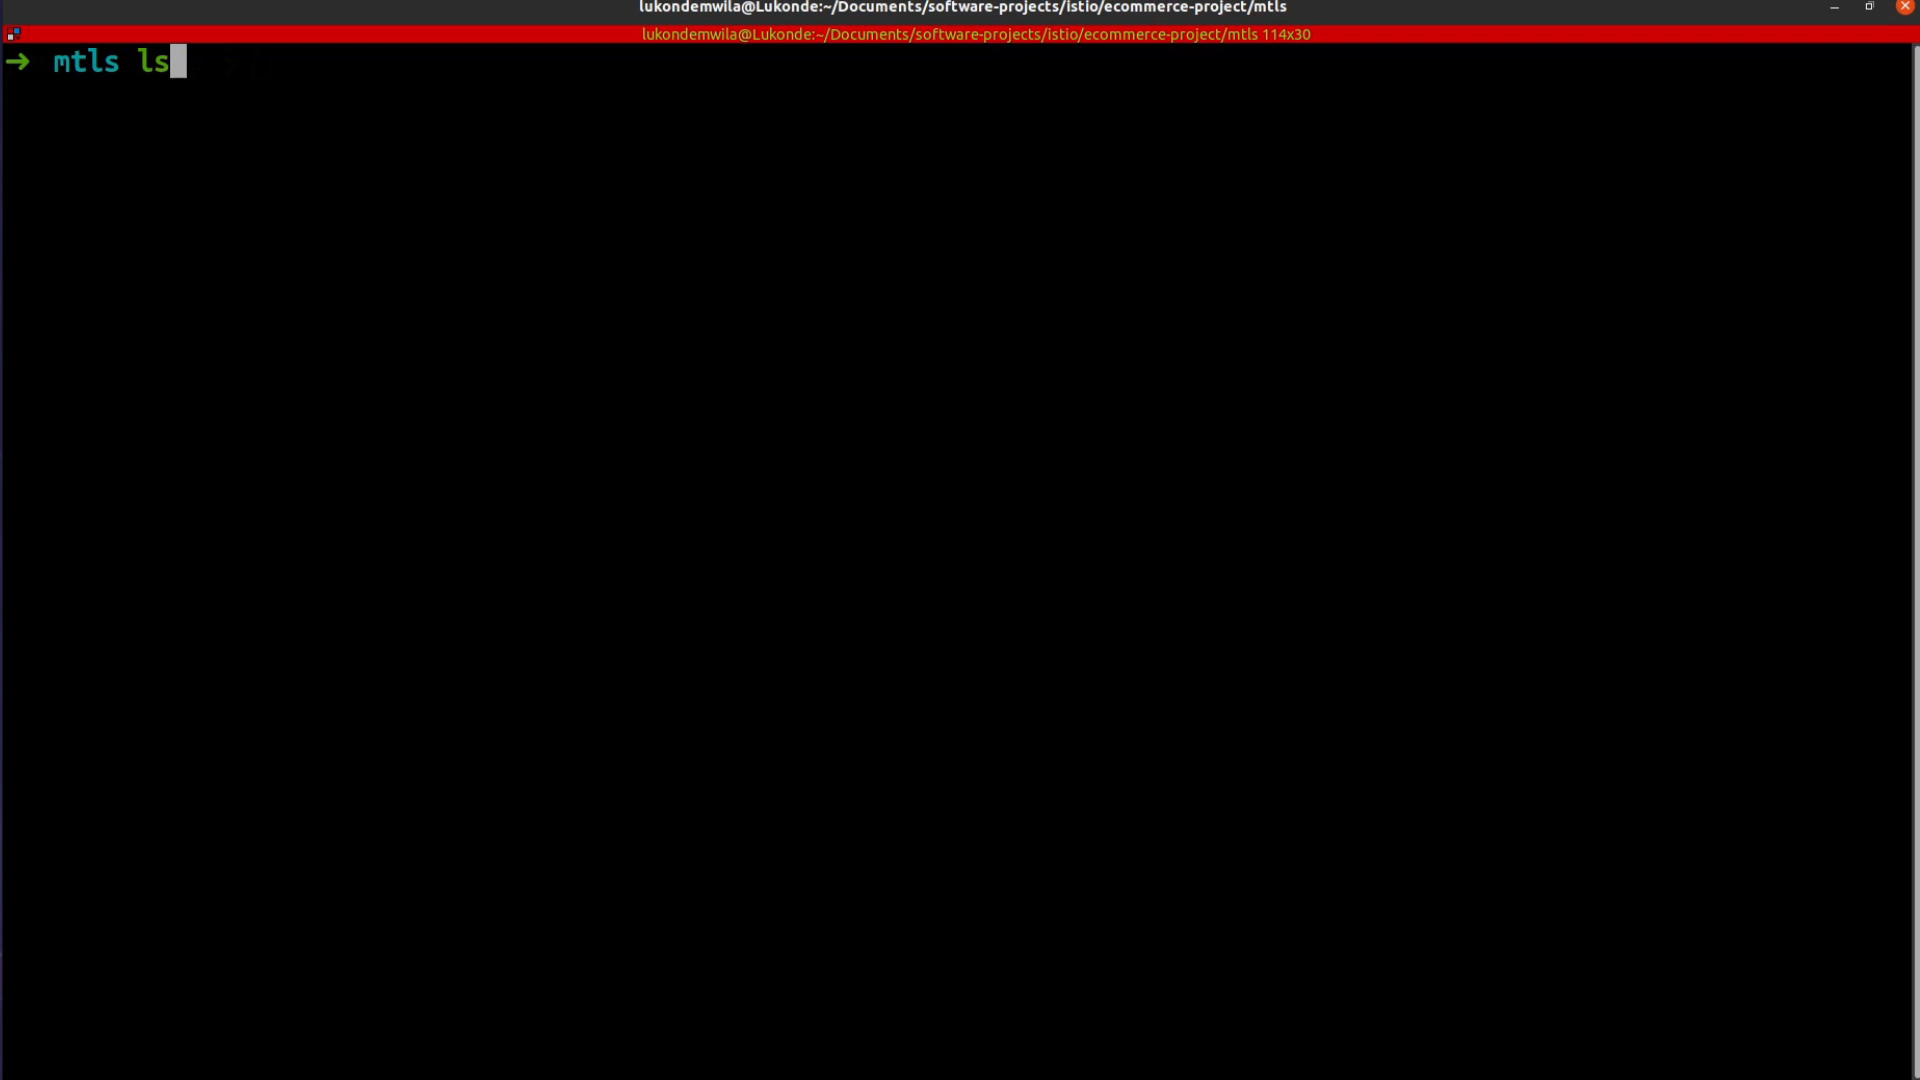 lukondemwila@Lukonde:~/Documents/software-projects/istio/ecommerce-project/mtls
lukondemwila@Lukonde:~/Documents/software-projects/istio/ecommerce-project/mtls 114x30
→ mtls ls